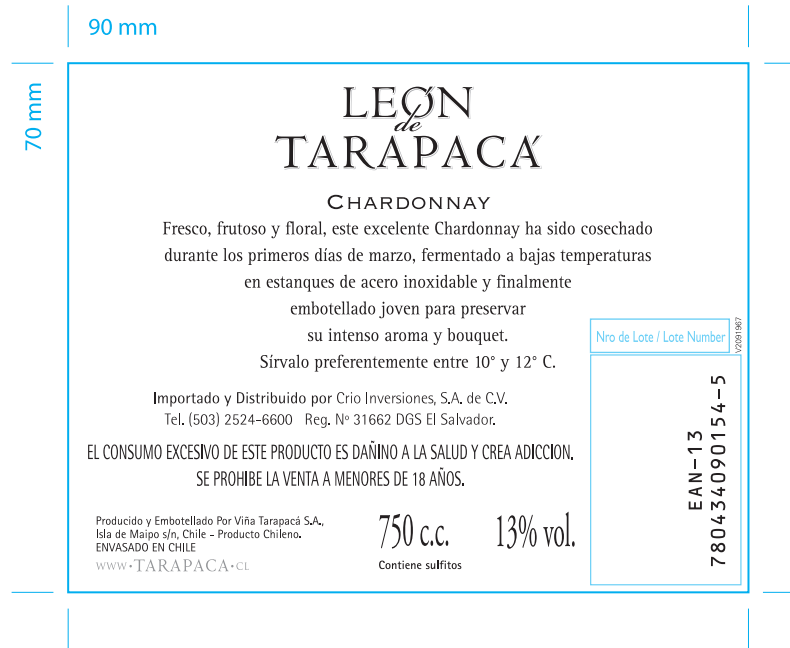 90 mm
70 mm
LEÓN
de
TARAPACÁ
CHARDONNAY
Fresco, frutoso y floral, este excelente Chardonnay ha sido cosechado
durante los primeros días de marzo, fermentado a bajas temperaturas
en estanques de acero inoxidable y finalmente
embotellado joven para preservar
su intenso aroma y bouquet.
Sírvalo preferentemente entre 10° y 12° C.
Importado y Distribuido por Crio Inversiones, S.A. de C.V.
Tel. (503) 2524-6600 Reg. Nº 31662 DGS El Salvador.
EL CONSUMO EXCESIVO DE ESTE PRODUCTO ES DAÑINO A LA SALUD Y CREA ADICCION.
SE PROHIBE LA VENTA A MENORES DE 18 AÑOS.
Producido y Embotellado Por Viña Tarapacá S.A.,
Isla de Maipo s/n, Chile - Producto Chileno.
ENVASADO EN CHILE
WWW•TARAPACA•CL
750 c.c.
Contiene sulfitos
13% vol.
Nro de Lote / Lote Number
V2091967
EAN-13
780434090154-5